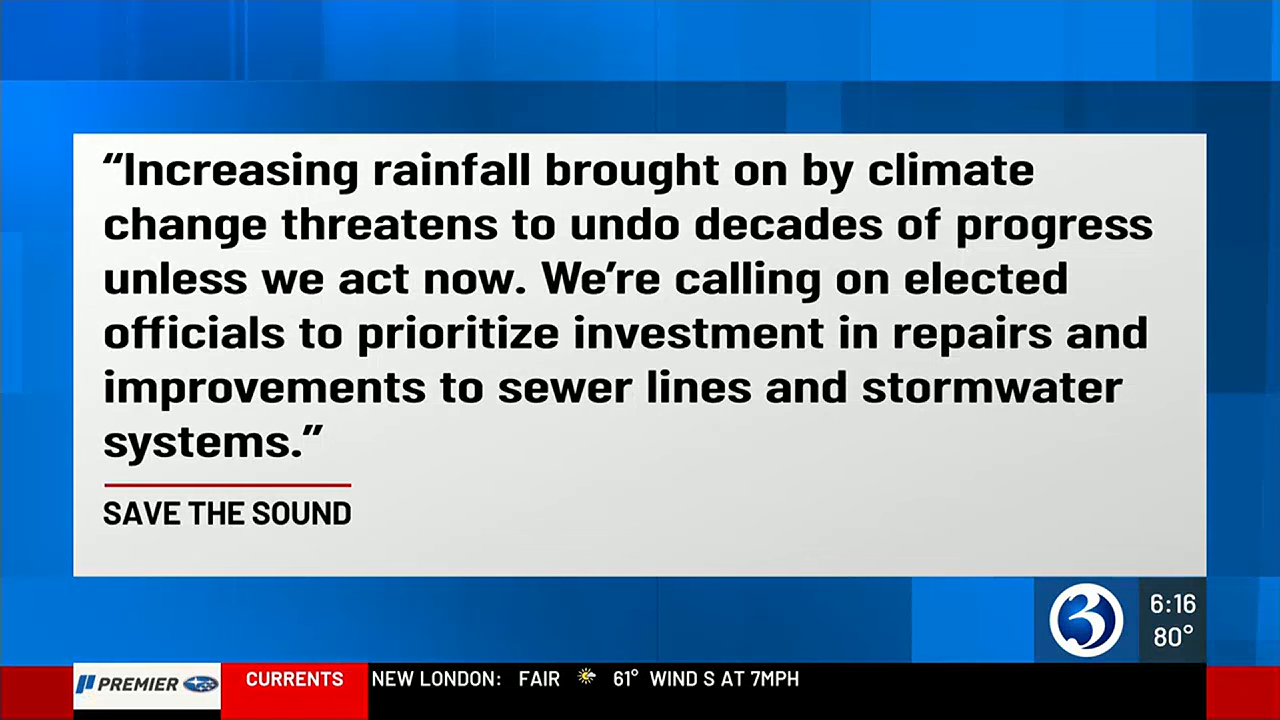 “Increasing rainfall brought on by climate
change threatens to undo decades of progress
unless we act now. We’re calling on elected
officials to prioritize investment in repairs and
improvements to sewer lines and stormwater
systems.”
SAVE THE SOUND
3
6:16
80°
PREMIER
CURRENTS
NEW LONDON: FAIR 61° WIND S AT 7MPH